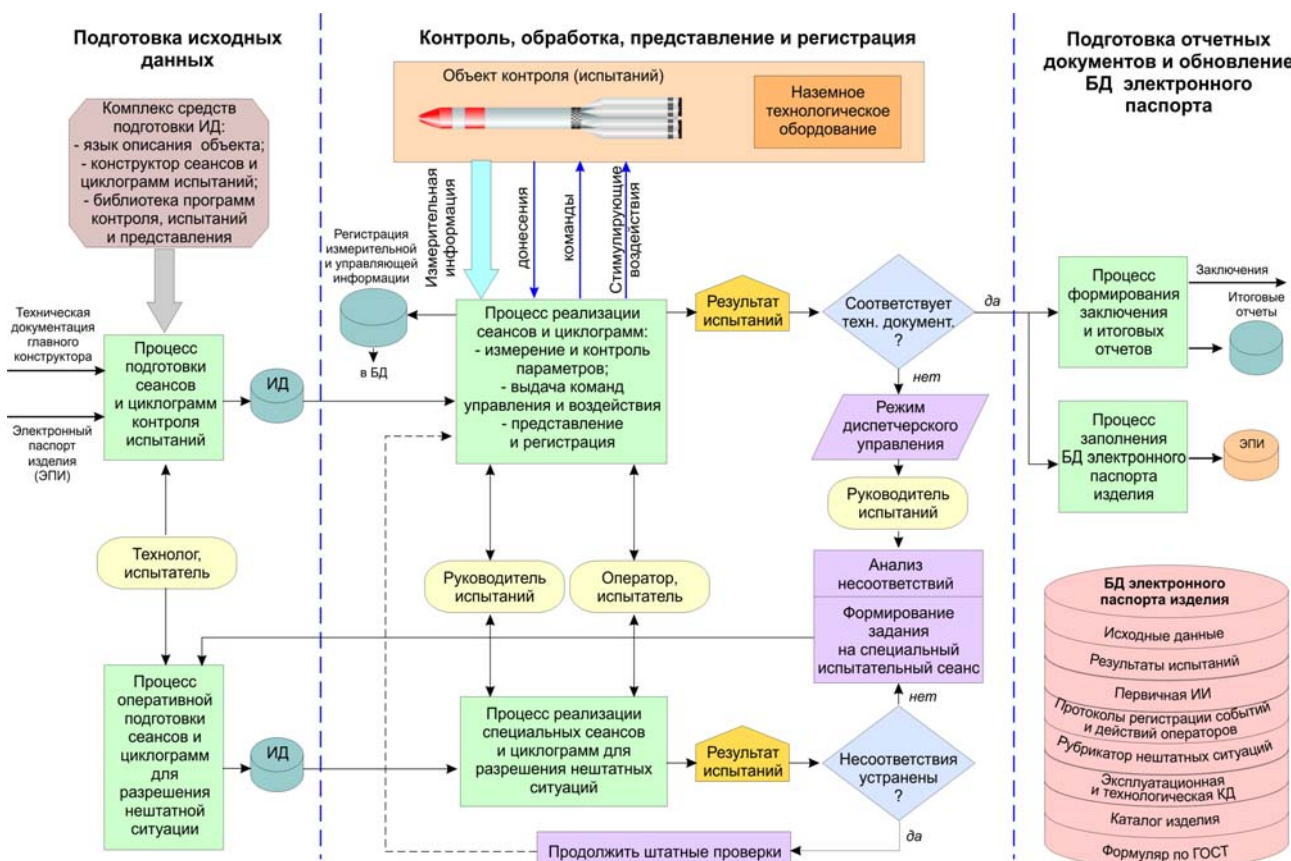 Подготовка исходных
данных
Контроль, обработка, представление и регистрация
Подготовка отчетных
документов и обновление
БД электронного
паспорта
Комплекс средств
подготовки ИД:
- язык описания объекта;
- конструктор сеансов и
циклограмм испытаний;
- библиотека программ
контроля, испытаний
и представления
Техническая
документация
главного
конструктора
Электронный
паспорт
изделия
(ЭПИ)
Процесс
подготовки
сеансов
и циклограмм
контроля
испытаний
ИД
Технолог,
испытатель
Процесс
оперативной
подготовки
сеансов и
циклограмм
для
разрешения
нештатной
ситуации
ИД
Объект контроля (испытаний)
Наземное
технологическое
обордование
Измерительная
информация
донесения
команды
Стимулирующие
воздействия
Регистрация
измерительной
и управляющей
информации
в БД
Процесс реализации
сеансов и циклограмм:
- измерение и контроль
параметров;
- выдача команд
управления и воздействия
- представление
и регистрация
Результат
испытаний
Соответствует
техн. документ.
?
да
нет
Режим
диспетчерского
управления
Руководитель
испытаний
Анализ
несоответствий
Формирование
задания
на специальный
испытательный сеанс
Руководитель
испытаний
Оператор,
испытатель
Процесс реализации
специальных сеансов
и циклограмм для
разрешения нештатных
ситуаций
Результат
испытаний
нет
Несоответствия
устранены
?
да
Продолжить штатные проверки
Процесс
формирования
заключения
и итоговых
отчетов
Заключения
Итоговые
отчеты
Процесс
заполнения
БД электронного
паспорта
изделия
ЭПИ
БД электронного
паспорта изделия
Исходные данные
Результаты испытаний
Первичная ИИ
Протоколы регистрации событий
и действий операторов
Рубрикатор нештатных ситуаций
Эксплуатационная
и технологическая КД
Каталог изделия
Формуляр по ГОСТ